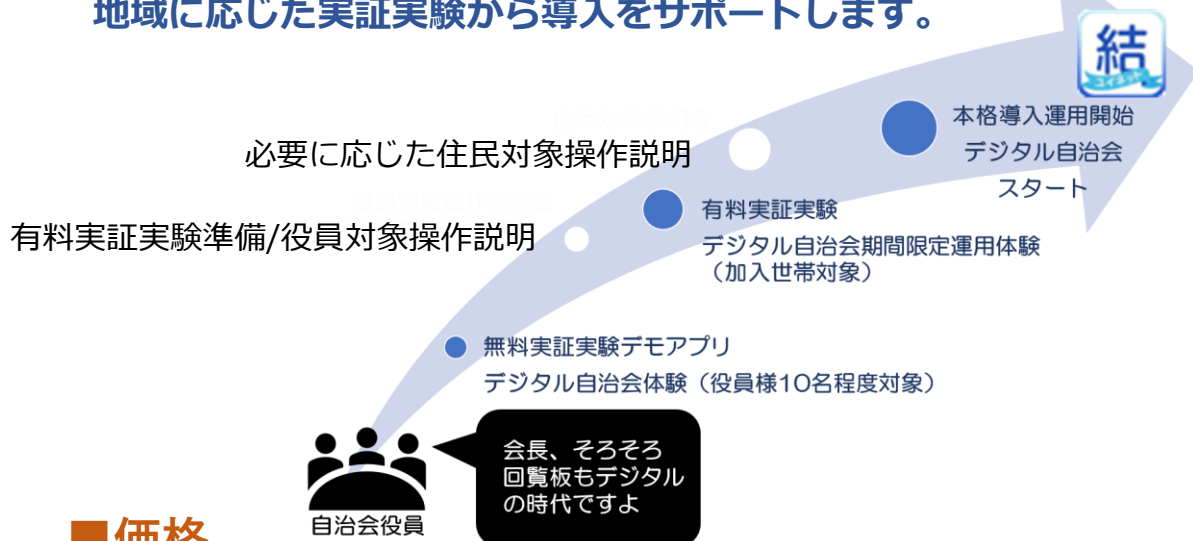 地域に応じた実証実験から導入をサポートします。
結
ユイネット
本格導入運用開始
デジタル自治会
スタート
必要に応じた住民対象操作説明
有料実証実験
デジタル自治会期間限定運用体験
（加入世帯対象）
有料実証実験準備/役員対象操作説明
無料実証実験デモアプリ
デジタル自治会体験（役員様10名程度対象）
会長、そろそろ
回覧板もデジタル
の時代ですよ
自治会役員
■価格